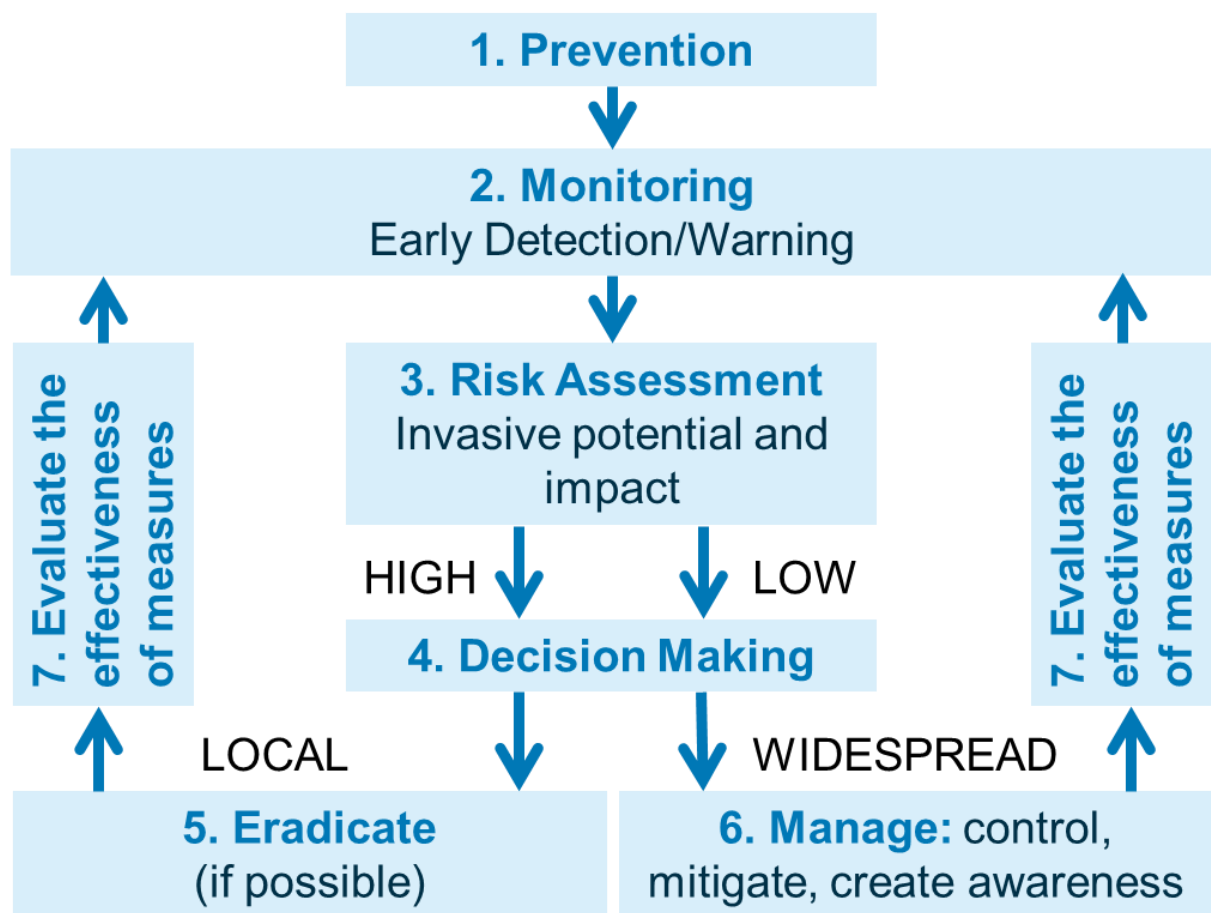 1. Prevention
2. Monitoring
Early Detection/Warning
3. Risk Assessment
Invasive potential and
impact
HIGH
LOW
4. Decision Making
7. Evaluate the
effectiveness
of measures
7. Evaluate the
effectiveness
of measures
LOCAL
WIDESPREAD
5. Eradicate
(if possible)
6. Manage: control,
mitigate, create awareness